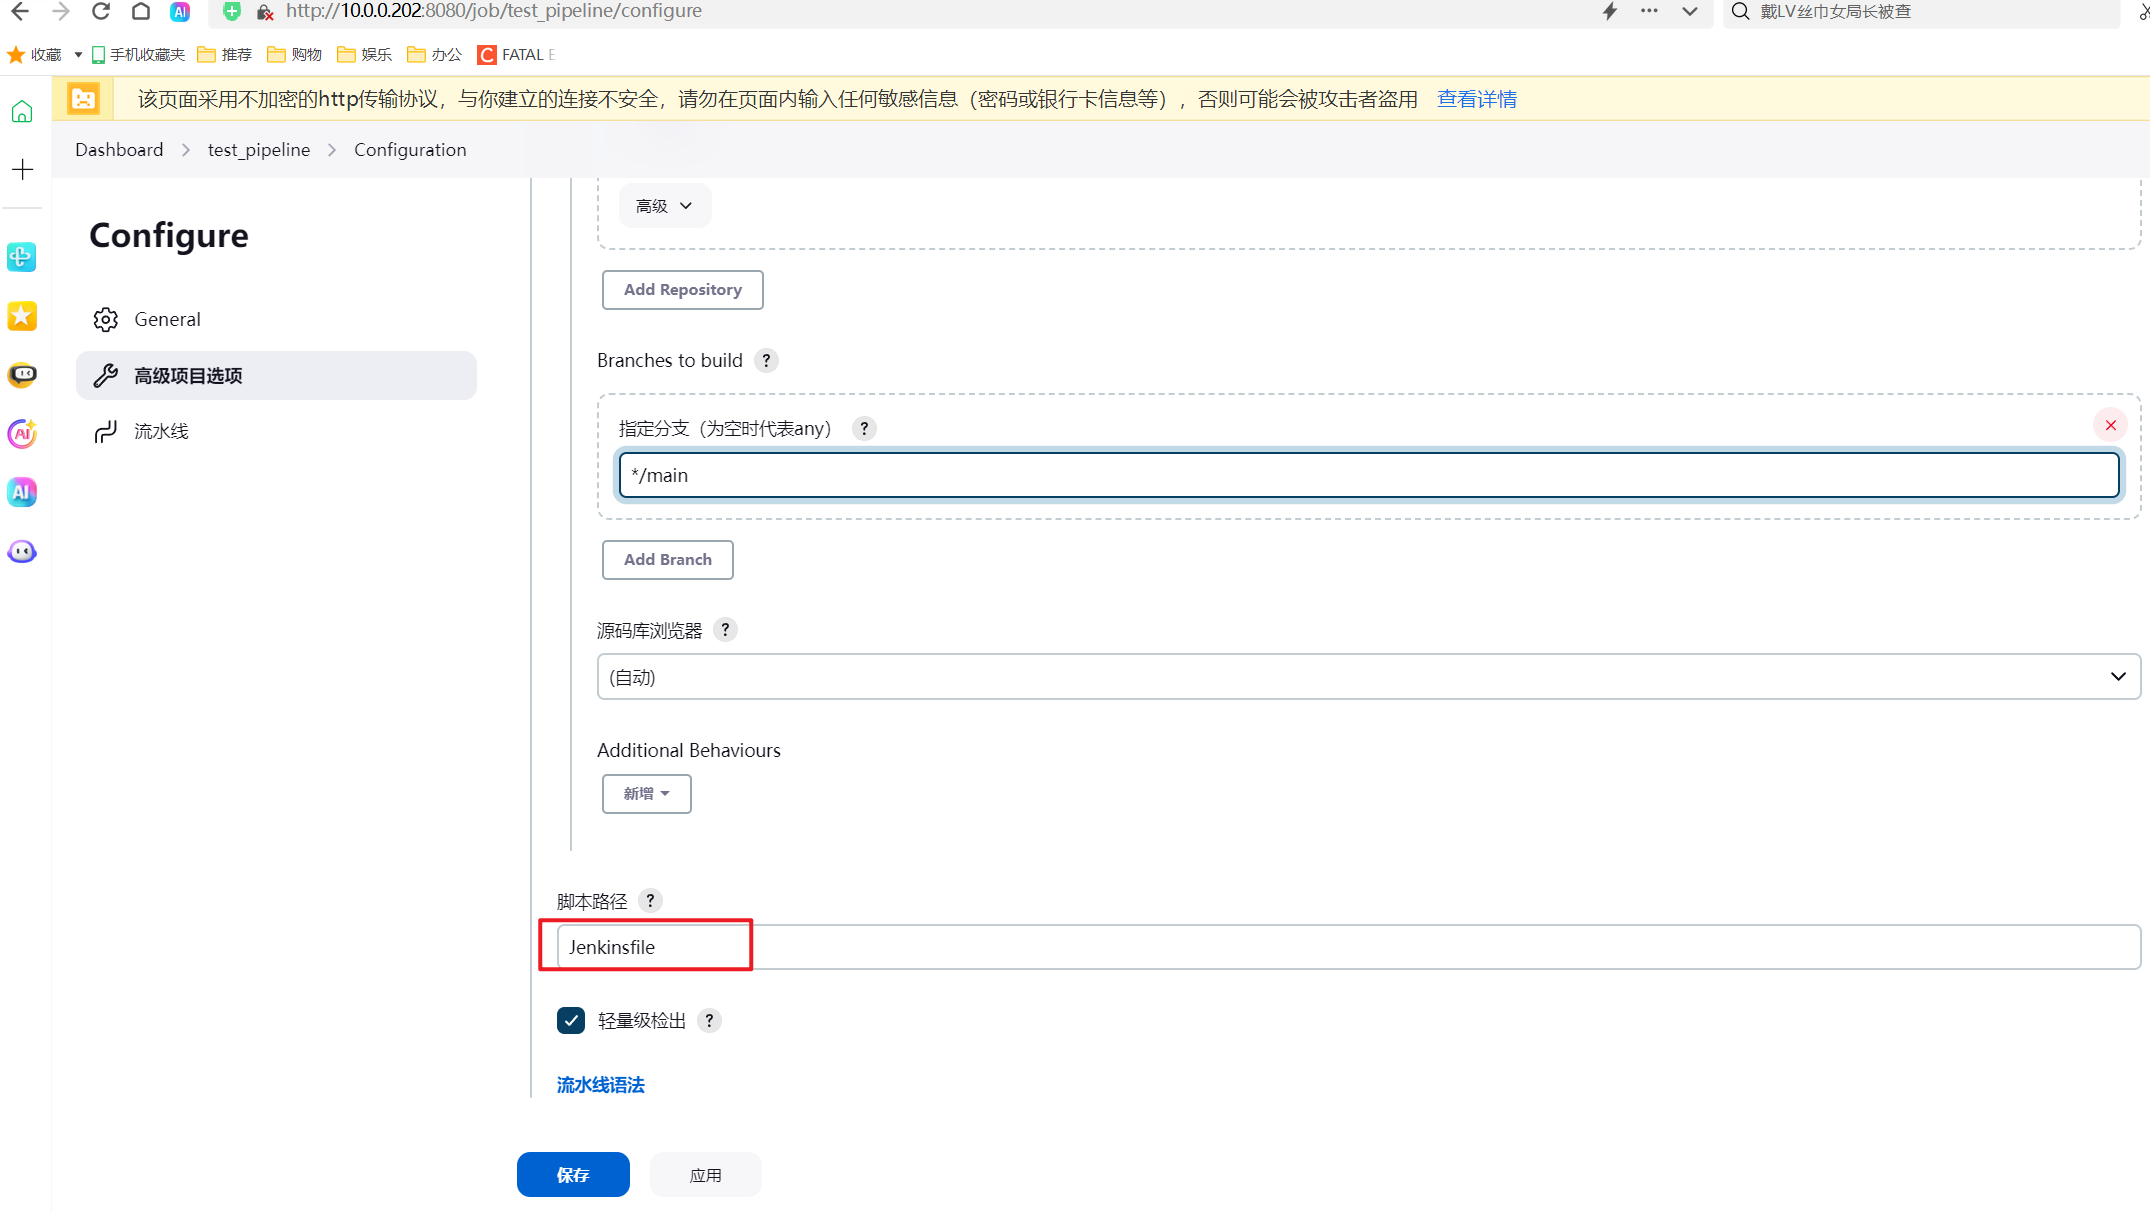 AI
http://10.0.0.202:8080/job/test_pipeline/configure
戴LV丝巾女局长被查
收藏 手机收藏夹 推荐 购物 娱乐 办公 C FATAL E
该页面采用不加密的http传输协议，与你建立的连接不安全，请勿在页面内输入任何敏感信息（密码或银行卡信息等），否则可能会被攻击者盗用 查看详情
Dashboard test_pipeline Configuration
高级
Configure
Add Repository
General
Branches to build ?
高级项目选项
指定分支（为空时代表any） ?
流水线
AI
*/main
AI
Add Branch
源码库浏览器 ?
(自动)
Additional Behaviours
新增
脚本路径 ?
Jenkinsfile
轻量级检出 ?
流水线语法
保存 应用